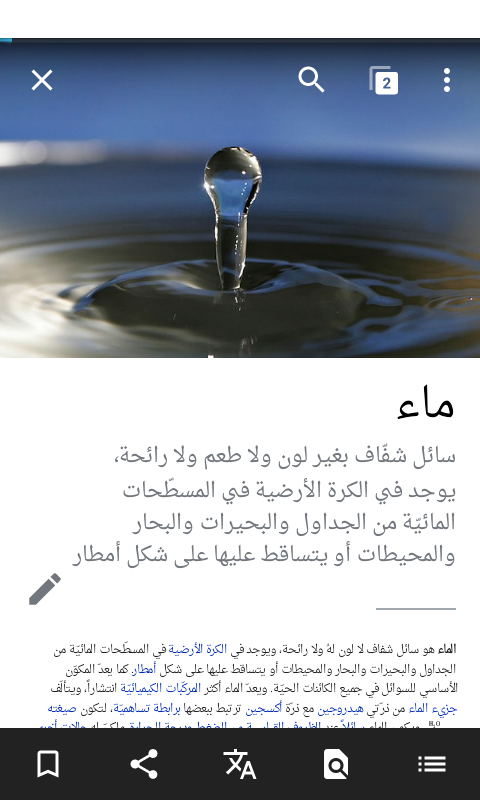 2
ماء
سائل شفّاف بغير لون ولا طعم ولا رائحة،
يوجد في الكرة الأرضية في المسطّحات
المائيّة من الجداول والبحيرات والبحار
والمحيطات أو يتساقط عليها على شكل أمطار
الماء هو سائل شفاف لا لون لهُ ولا رائحة، ويوجد في الكرة الأرضية في المسطّحات المائيّة من
الجداول والبحيرات والبحار والمحيطات أو يتساقط عليها على شكل أمطار. كما يعدّ المكوّن
الأساسي للسوائل في جميع الكائنات الحيّة. ويعدّ الماء أكثر المركّبات الكيميائيّة انتشاراً، ويتألّف
جزيء الماء من ذرّتي هيدروجين مع ذرّة أكسجين ترتبط ببعضها برابطة تساهميّة، لتكون صيغته